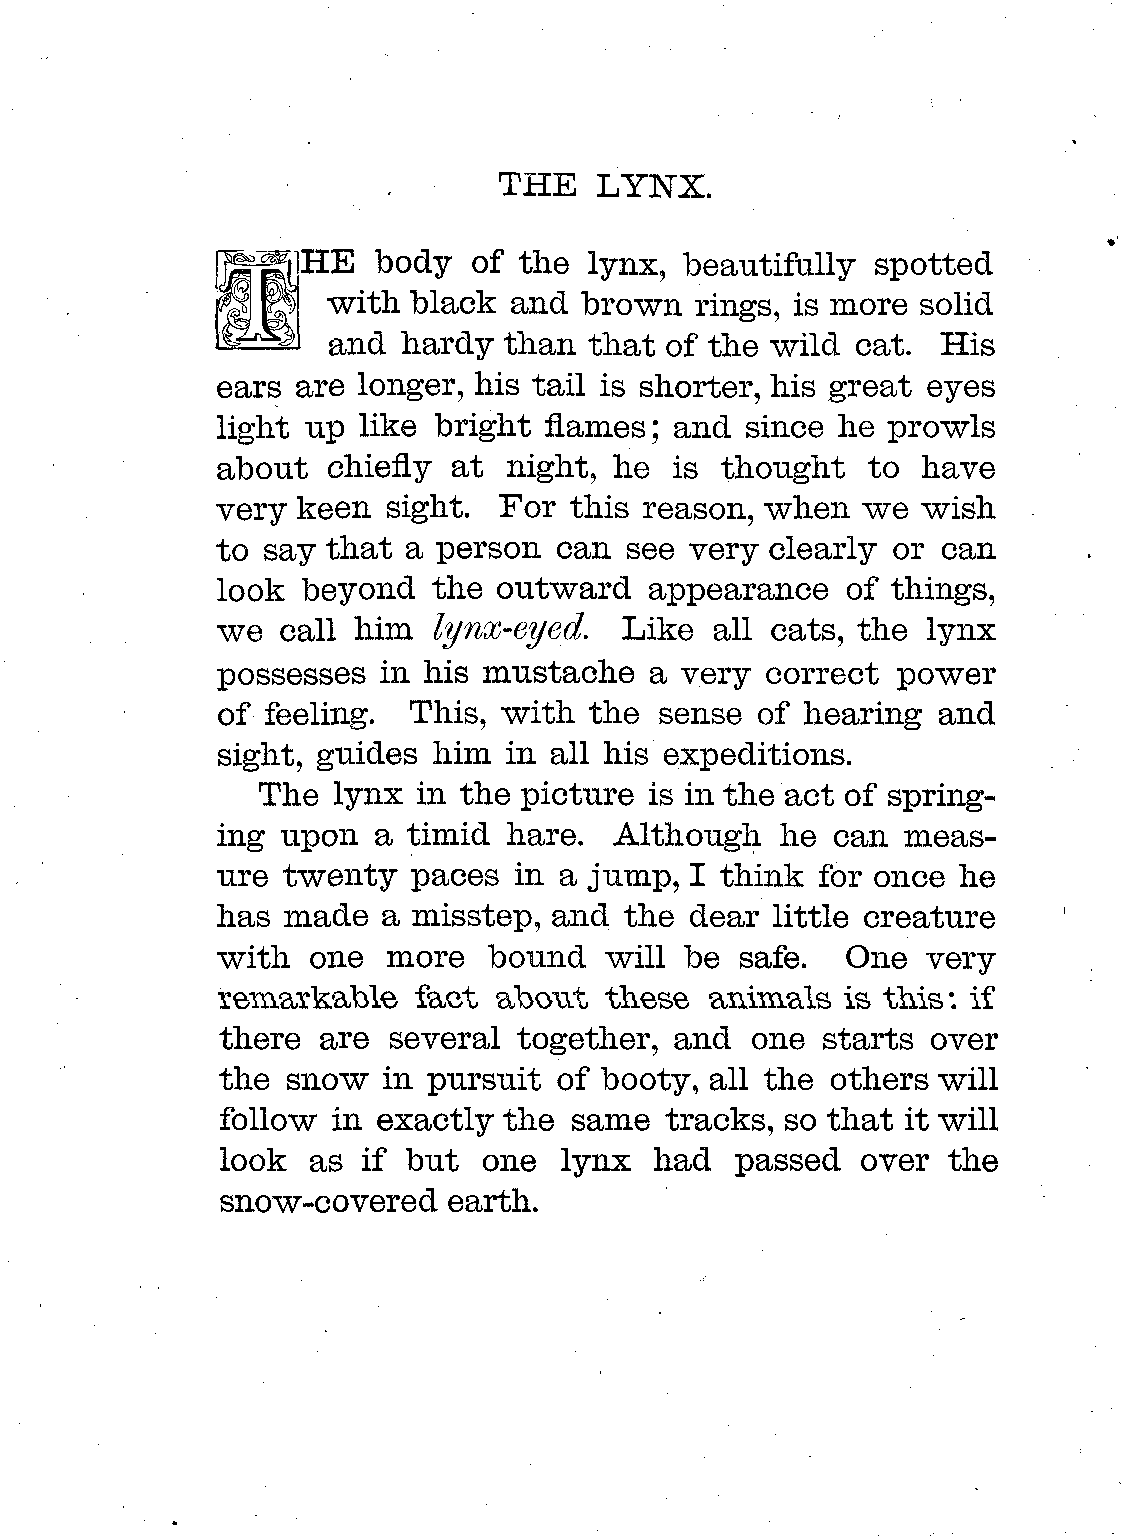 THE LYNX.
THE body of the lynx, beautifully spotted
with black and brown rings, is more solid
and hardy than that of the wild cat. His
ears are longer, his tail is shorter, his great eyes
light up like bright flames; and since he prowls
about chiefly at night, he is thought to have
very keen sight. For this reason, when we wish
to say that a person can see very clearly or can
look beyond the outward appearance of things,
we call him lynx-eyed. Like all cats, the lynx
possesses in his mustache a very correct power
of feeling. This, with the sense of hearing and
sight, guides him in all his expeditions.
The lynx in the picture is in the act of spring-
ing upon a timid hare. Although he can meas-
ure twenty paces in a jump, I think for once he
has made a misstep, and the dear little creature
with one more bound will be safe. One very
remarkable fact about these animals is this: if
there are several together, and one starts over
the snow in pursuit of booty, all the others will
follow in exactly the same tracks, so that it will
look as if but one lynx had passed over the
snow-covered earth.